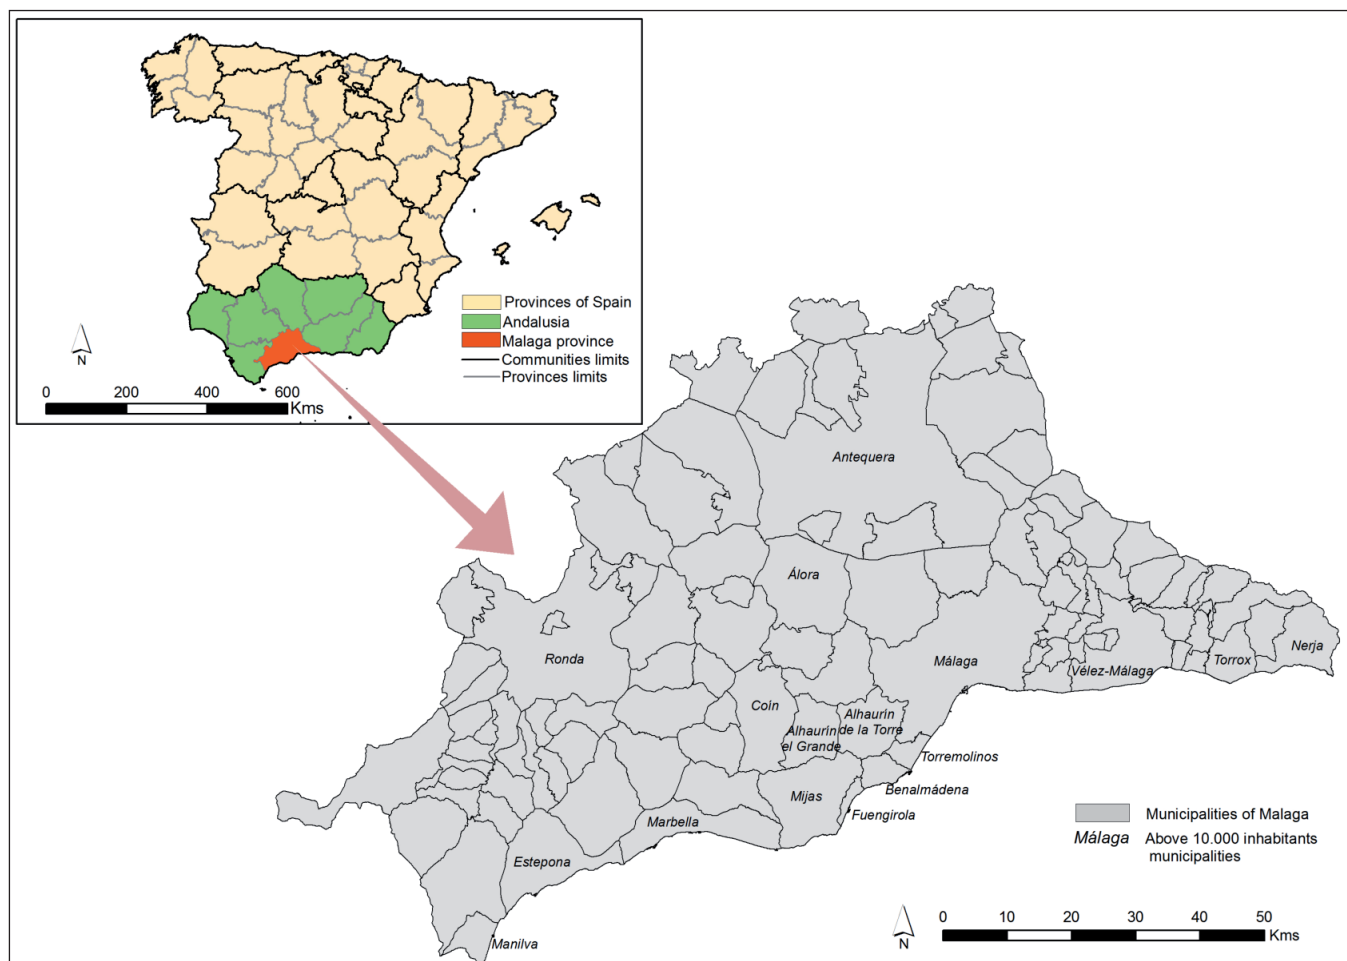 Provinces of Spain
Andalusia
Malaga province
Communities limits
Provinces limits
N
0 200 400 600
Kms
Antequera
Álora
Ronda
Málaga
Nerja
Torrox
Vélez-Málaga
Coín
Alhaurín
de la Torre
Alhaurín
el Grande
Torremolinos
Benalmádena
Mijas
Fuengirola
Marbella
Estepona
Manilva
Municipalities of Malaga
Málaga Above 10.000 inhabitants
municipalities
N
0 10 20 30 40 50
Kms